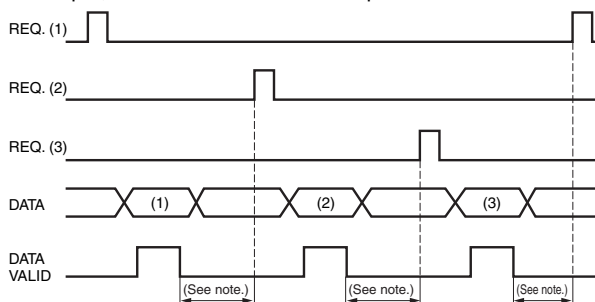 REQ. (1)
REQ. (2)
REQ. (3)
DATA
(1)
(2)
(3)
DATA
VALID
(See note.)
(See note.)
(See note.)